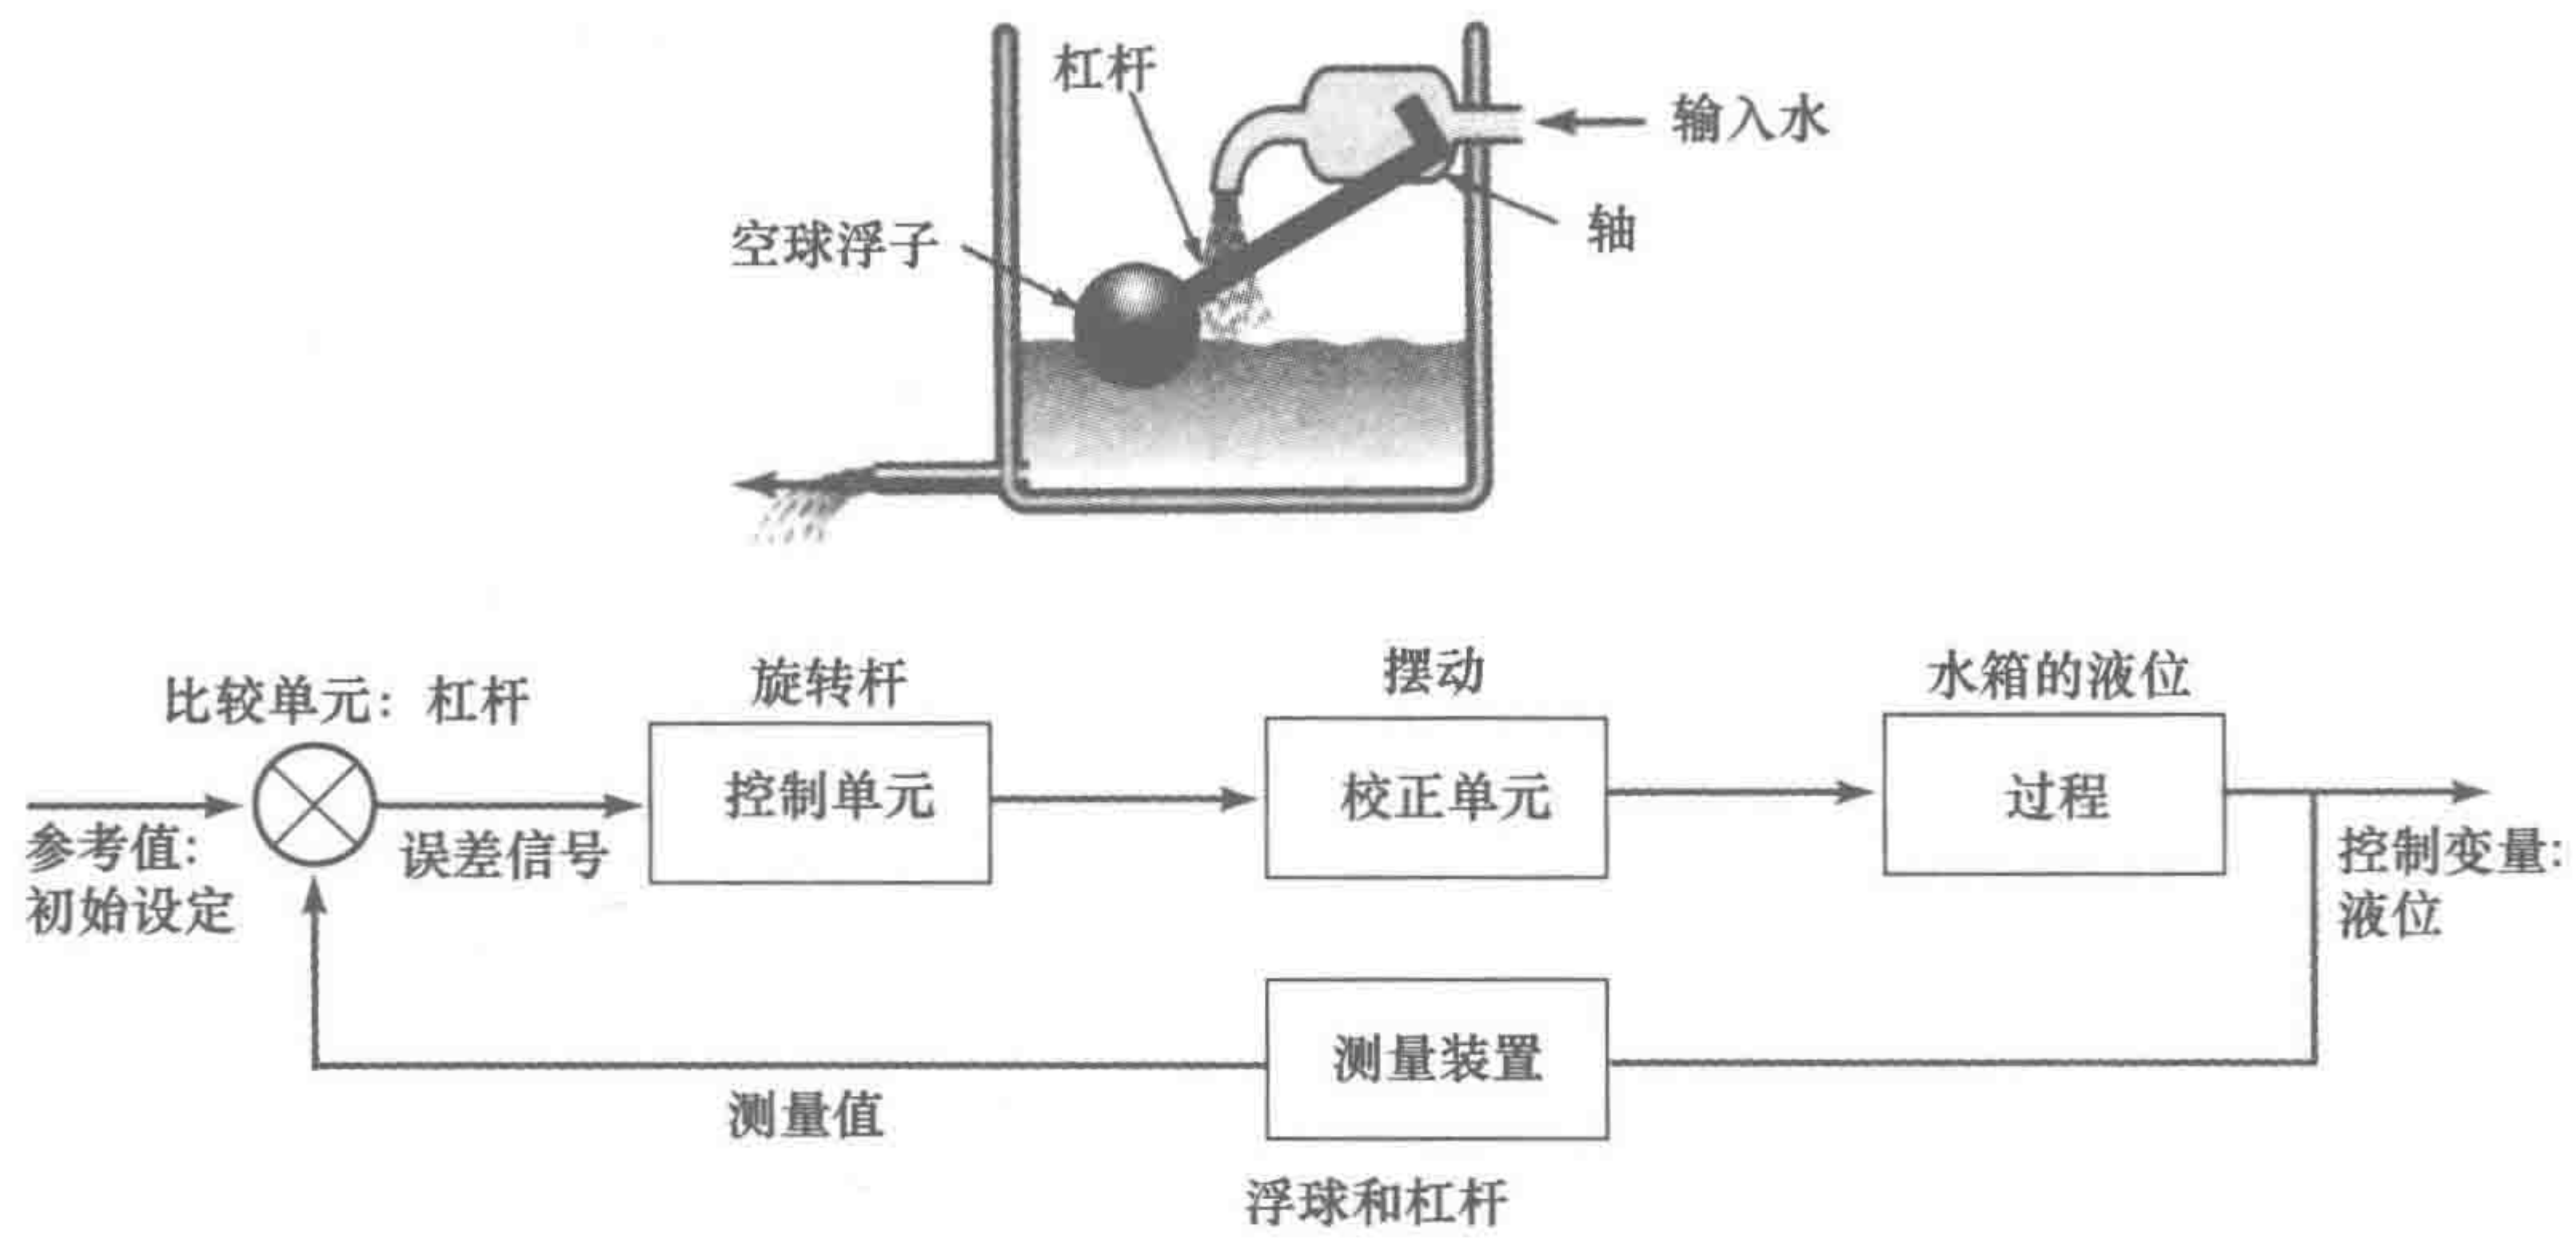 杠杆
输入水
轴
空球浮子
比较单元：杠杆
旋转杆
摆动
水箱的液位
控制单元
校正单元
过程
参考值：
初始设定
误差信号
控制变量：
液位
测量装置
测量值
浮球和杠杆